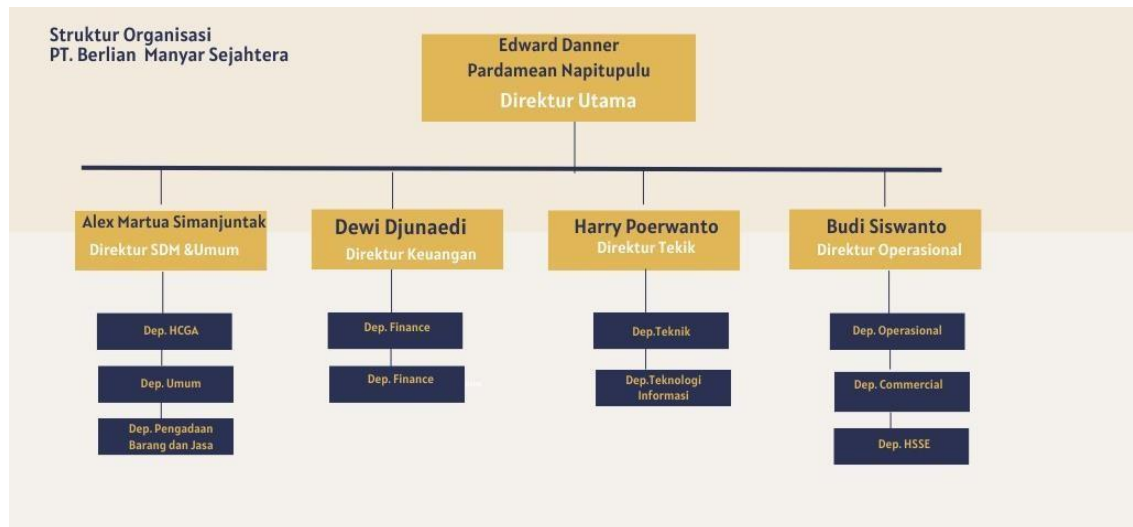 Struktur Organisasi
PT. Berlian Manyar Sejahtera
Edward Danner
Pardamean Napitupulu
Direktur Utama
Alex Martua Simanjuntak
Direktur SDM &Umum
Dewi Djunaedi
Direktur Keuangan
Harry Poerwanto
Direktur Tekik
Budi Siswanto
Direktur Operasional
Dep. HCGA
Dep. Umum
Dep. Pengadaan
Barang dan Jasa
Dep. Finance
Dep. Finance
Dep.Teknik
Dep.Teknologi
Informasi
Dep. Operasional
Dep. Commercial
Dep. HSSE